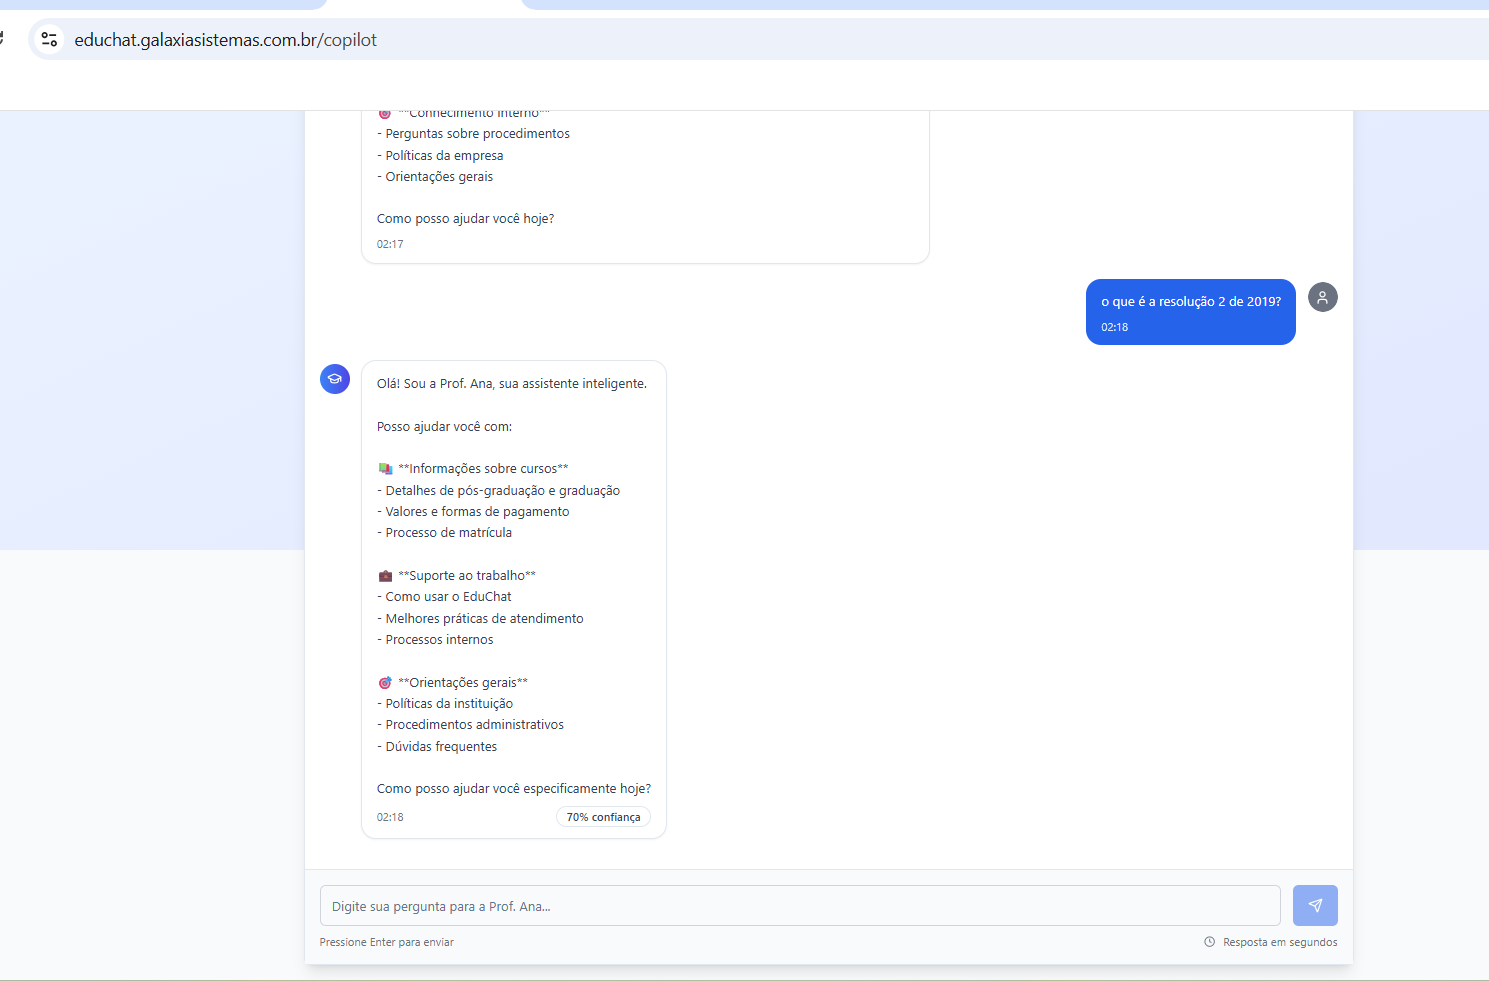 educhat.galaxiasistemas.com.br/copilot
**Conhecimento Interno**
- Perguntas sobre procedimentos
- Políticas da empresa
- Orientações gerais
Como posso ajudar você hoje?
02:17
o que é a resolução 2 de 2019?
02:18
Olá! Sou a Prof. Ana, sua assistente inteligente.
Posso ajudar você com:
**Informações sobre cursos**
- Detalhes de pós-graduação e graduação
- Valores e formas de pagamento
- Processo de matrícula
**Suporte ao trabalho**
- Como usar o EduChat
- Melhores práticas de atendimento
- Processos internos
**Orientações gerais**
- Políticas da instituição
- Procedimentos administrativos
- Dúvidas frequentes
Como posso ajudar você especificamente hoje?
02:18 70% confiança
Digite sua pergunta para a Prof. Ana...
Pressione Enter para enviar Resposta em segundos